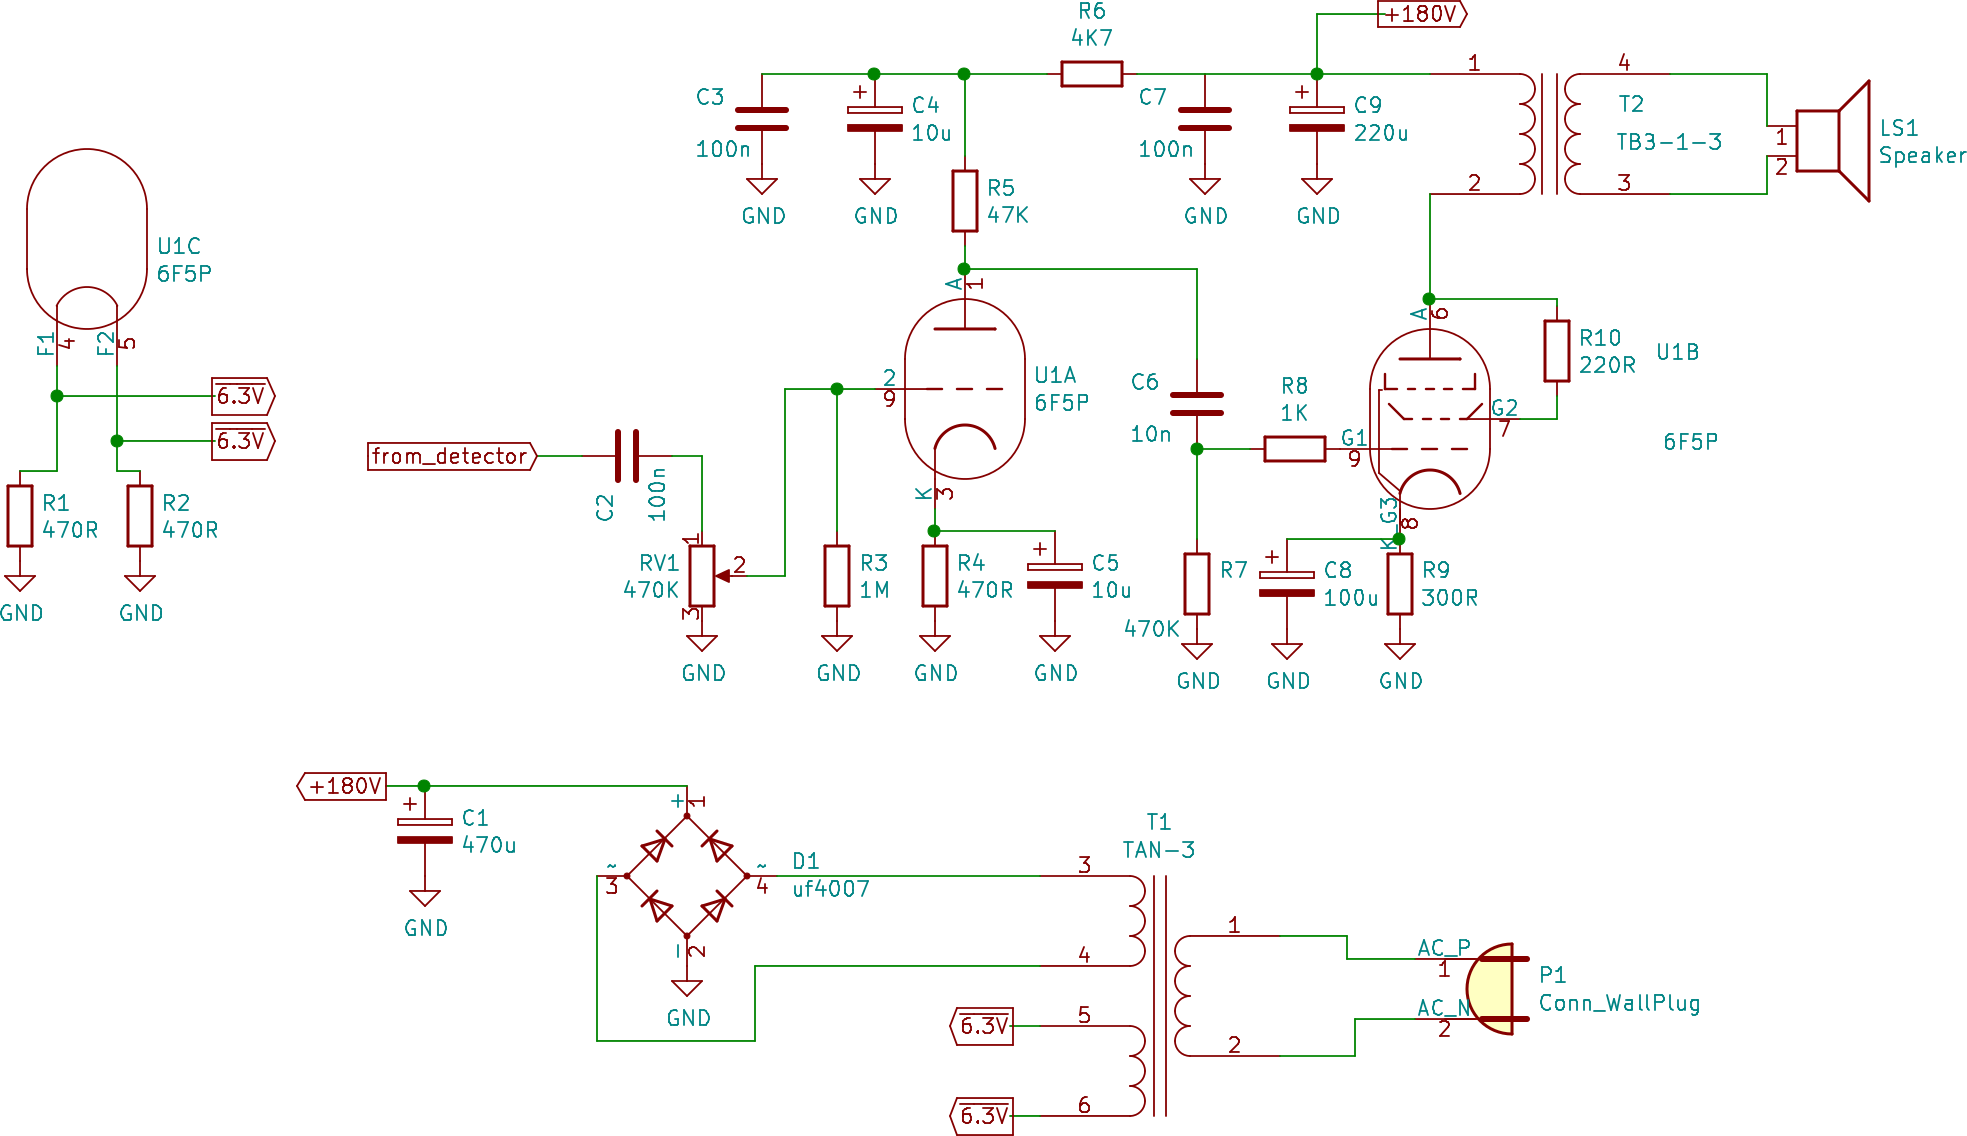 R6
4K7
+180V
C3
100n
+
C4
10u
C7
100n
+
C9
220u
GND
GND
GND
GND
R5
47K
1
2
T2
TB3-1-3
4
3
1
2
LS1
Speaker
U1C
6F5P
F1
4
F2
5
6.3V
6.3V
R1
470R
R2
470R
GND
GND
from_detector
C2
100n
RV1
470K
1
2
3
GND
R3
1M
GND
A
1
2
9
U1A
6F5P
K
3
R4
470R
GND
+
C5
10u
GND
C6
10n
R8
1K
R7
470K
GND
A
6
R10
220R
U1B
G2
7
G1
9
6F5P
K_G3
8
+
C8
100u
GND
R9
300R
GND
+180V
+
C1
470u
GND
+
1
~
3
~
4
−
2
GND
D1
uf4007
T1
TAN-3
3
4
5
6
1
2
6.3V
6.3V
AC_P
1
AC_N
2
P1
Conn_WallPlug